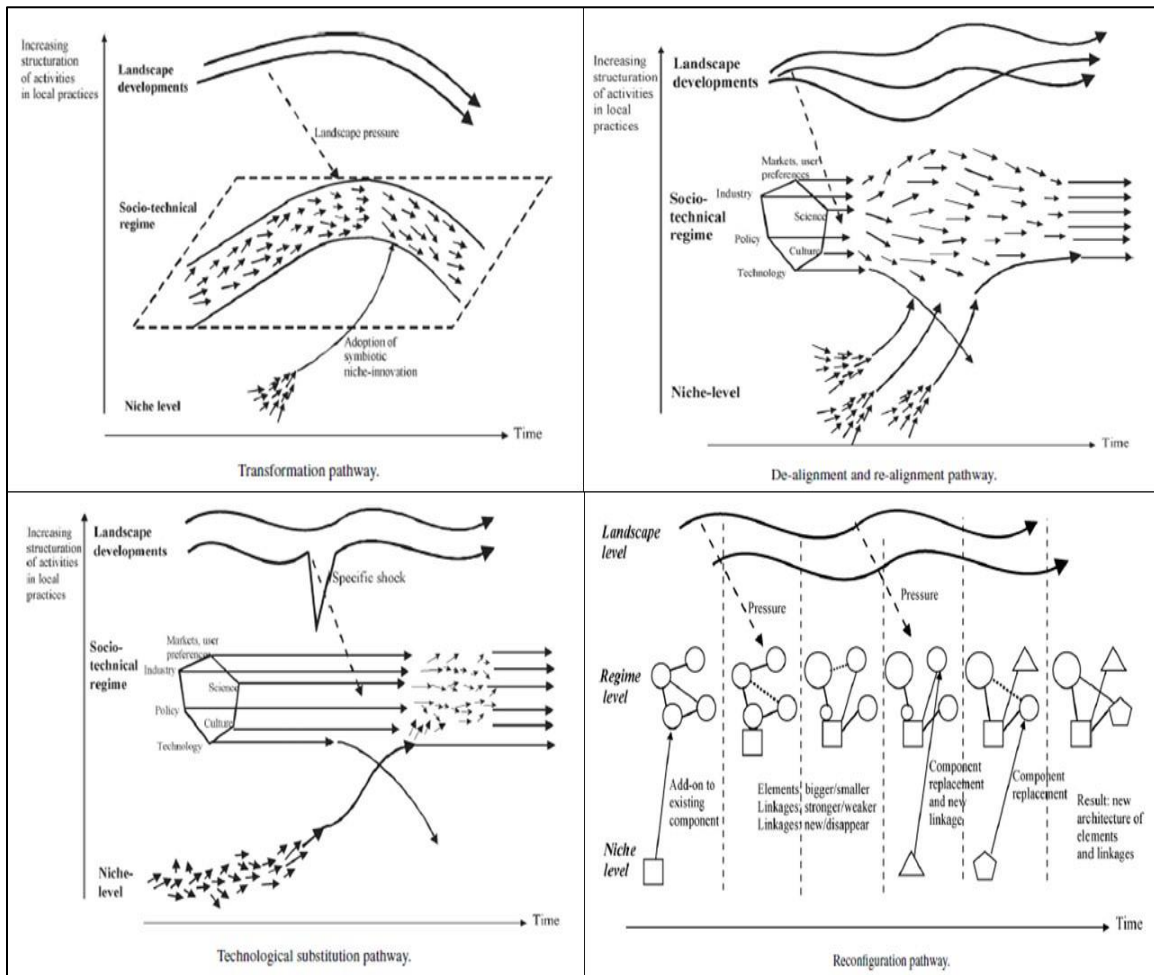 Increasing
structuration
of activities
in local practices
Landscape
developments
Landscape pressure
Socio-technical
regime
Adoption of
symbiotic
niche-innovation
Niche level
Time
Transformation pathway.
Increasing
structuration
of activities
in local
practices
Landscape
developments
Markets, user
preferences
Industry
Science
Socio-
technical
regime
Policy
Culture
Technology
Niche-level
Time
De-alignment and re-alignment pathway.
Increasing
structuration
of activities
in local
practices
Landscape
developments
Specific shock
Socio-
technical
regime
Markets, user
preferences
Industry
Science
Policy
Culture
Technology
Niche-
level
Time
Technological substitution pathway.
Landscape
level
Pressure
Pressure
Regime
level
Add-on to
existing
component
Elements: bigger/smaller
Linkages: stronger/weaker
Linkages: new/disappear
Component
replacement
and new
linkage
Component
replacement
Result: new
architecture of
elements
and linkages
Niche
level
Time
Reconfiguration pathway.